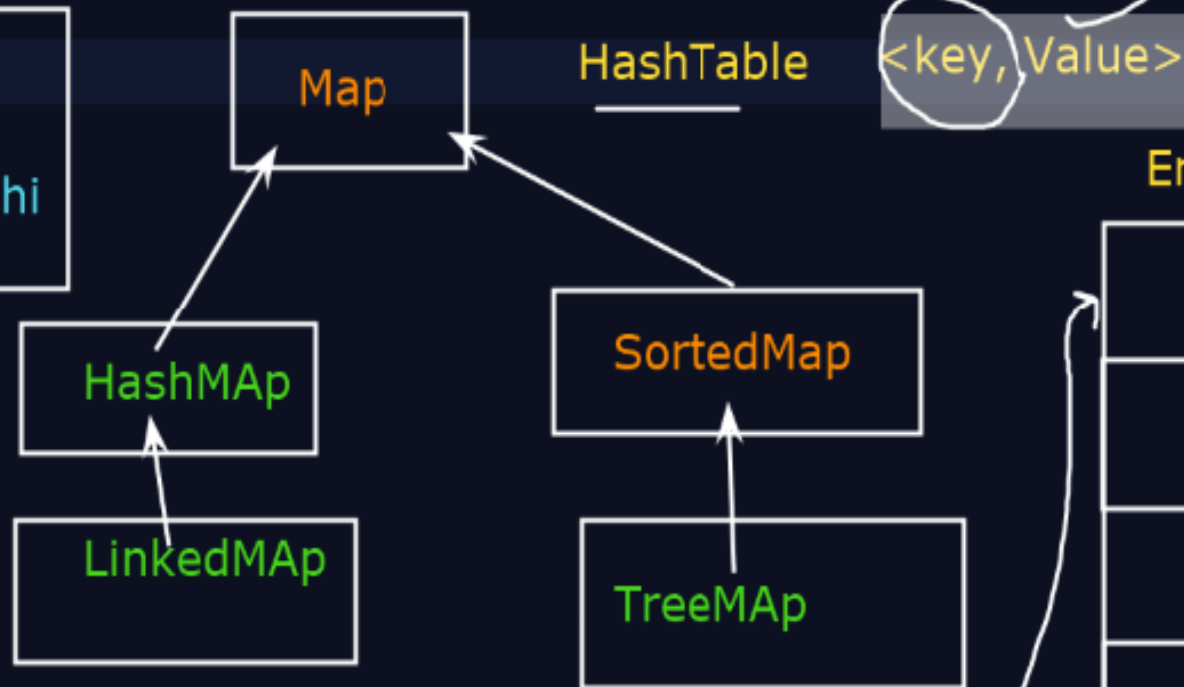 Map
HashTable
<key, Value>
hi
HashMAp
SortedMap
LinkedMAp
TreeMAp